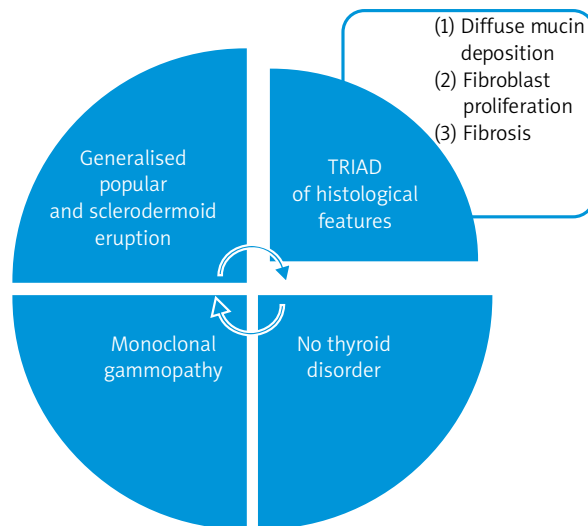 (1) Diffuse mucin
deposition
(2) Fibroblast
proliferation
(3) Fibrosis
Generalised
popular
and sclerodermoid
eruption
TRIAD
of histological
features
Monoclonal
gammopathy
No thyroid
disorder